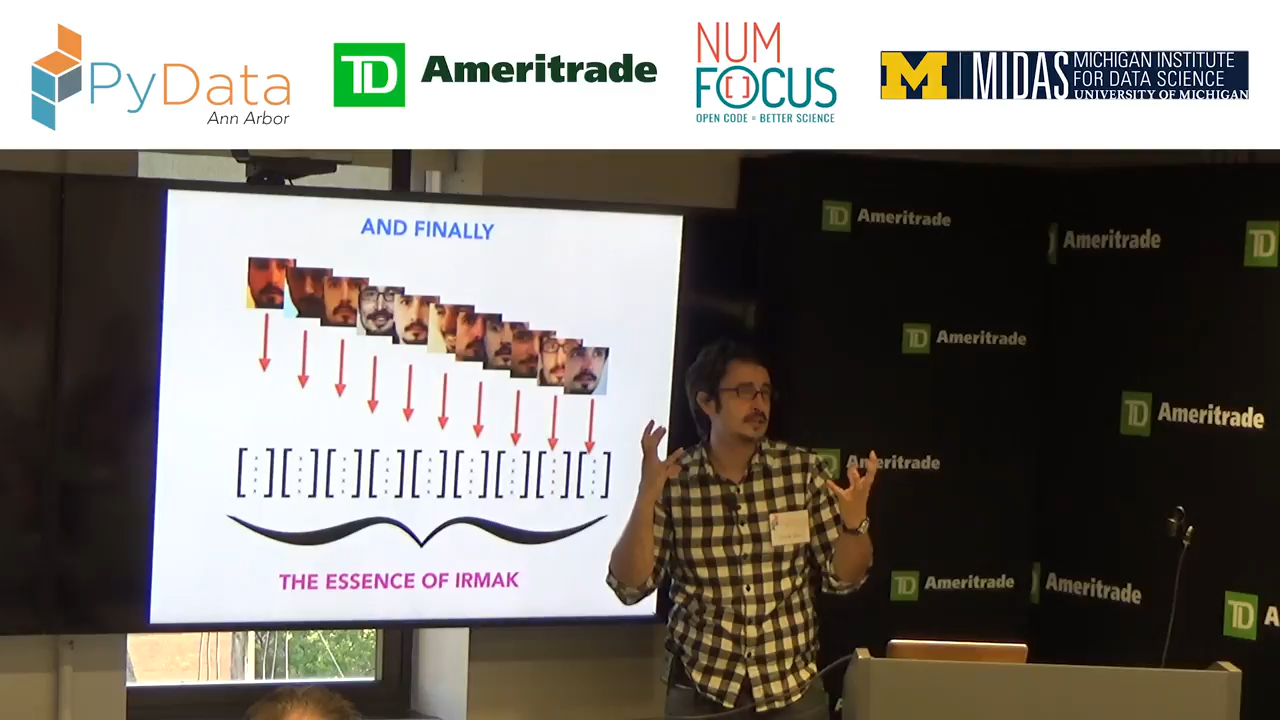 PyData
Ann Arbor
TD Ameritrade
NUM
FOCUS
OPEN CODE = BETTER SCIENCE
M MIDAS
MICHIGAN INSTITUTE
FOR DATA SCIENCE
UNIVERSITY OF MICHIGAN
AND FINALLY
THE ESSENCE OF IRMAK
TD Ameritrade
Ameritrade
TD
TD Ameritrade
TD Ameritrade
Ameritrade
TD Ameritrade
Ameritrade
TD A